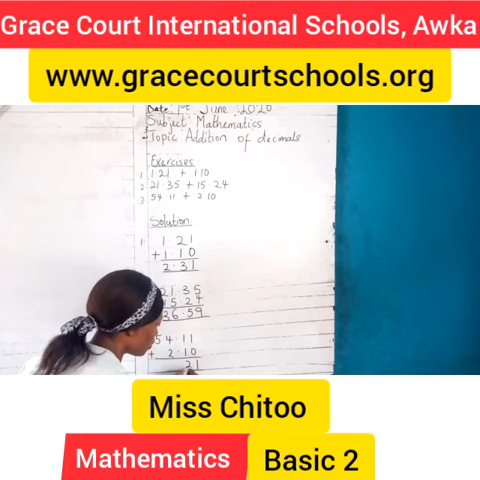 Grace Court International Schools, Awka
www.gracecourtschools.org
Date: 1st June 2020
Subject: Mathematics
Topic Addition of decimals
Exercises
1 1.21 + 1.10
2 21.35 + 15.24
3 54.11 + 2.10
Solution
1 1.21
+ 1.10
2.31
21.35
15.24
36.59
54.11
+ 2.10
21
Miss Chitoo
Mathematics Basic 2